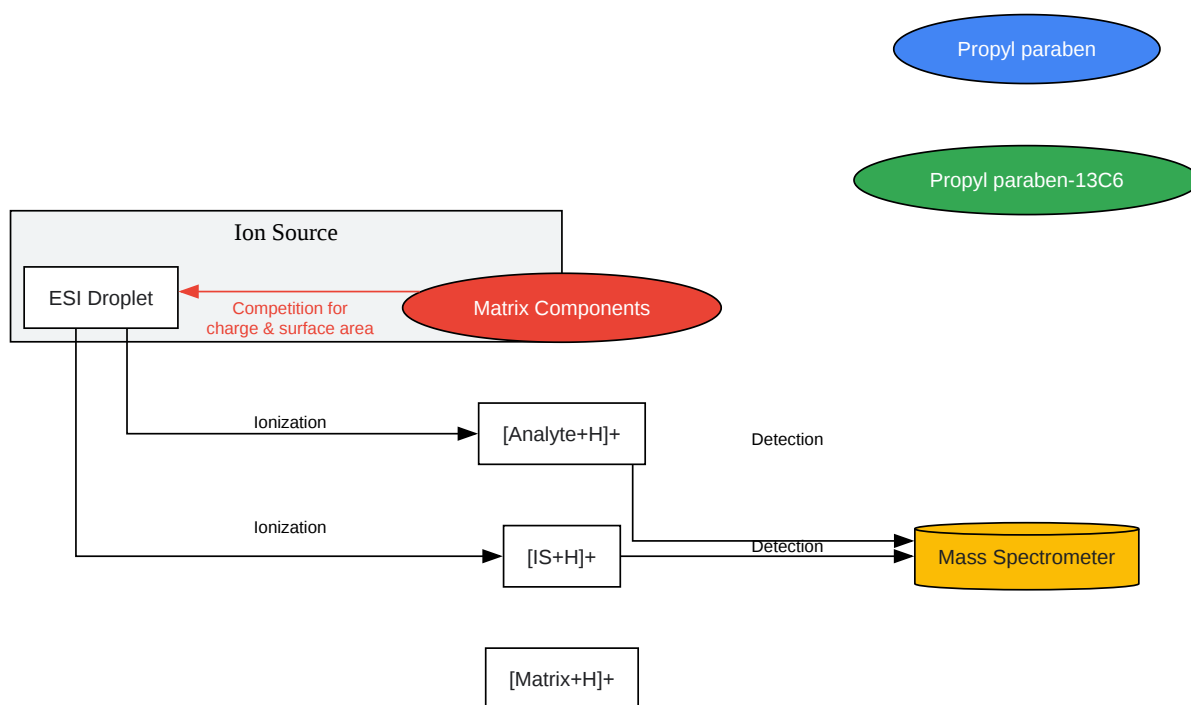 Propyl paraben
Propyl paraben-13C6
Ion Source
ESI Droplet
Competition for
charge & surface area
Matrix Components
Ionization
[Analyte+H]+
Detection
Ionization
[IS+H]+
Detection
Mass Spectrometer
[Matrix+H]+